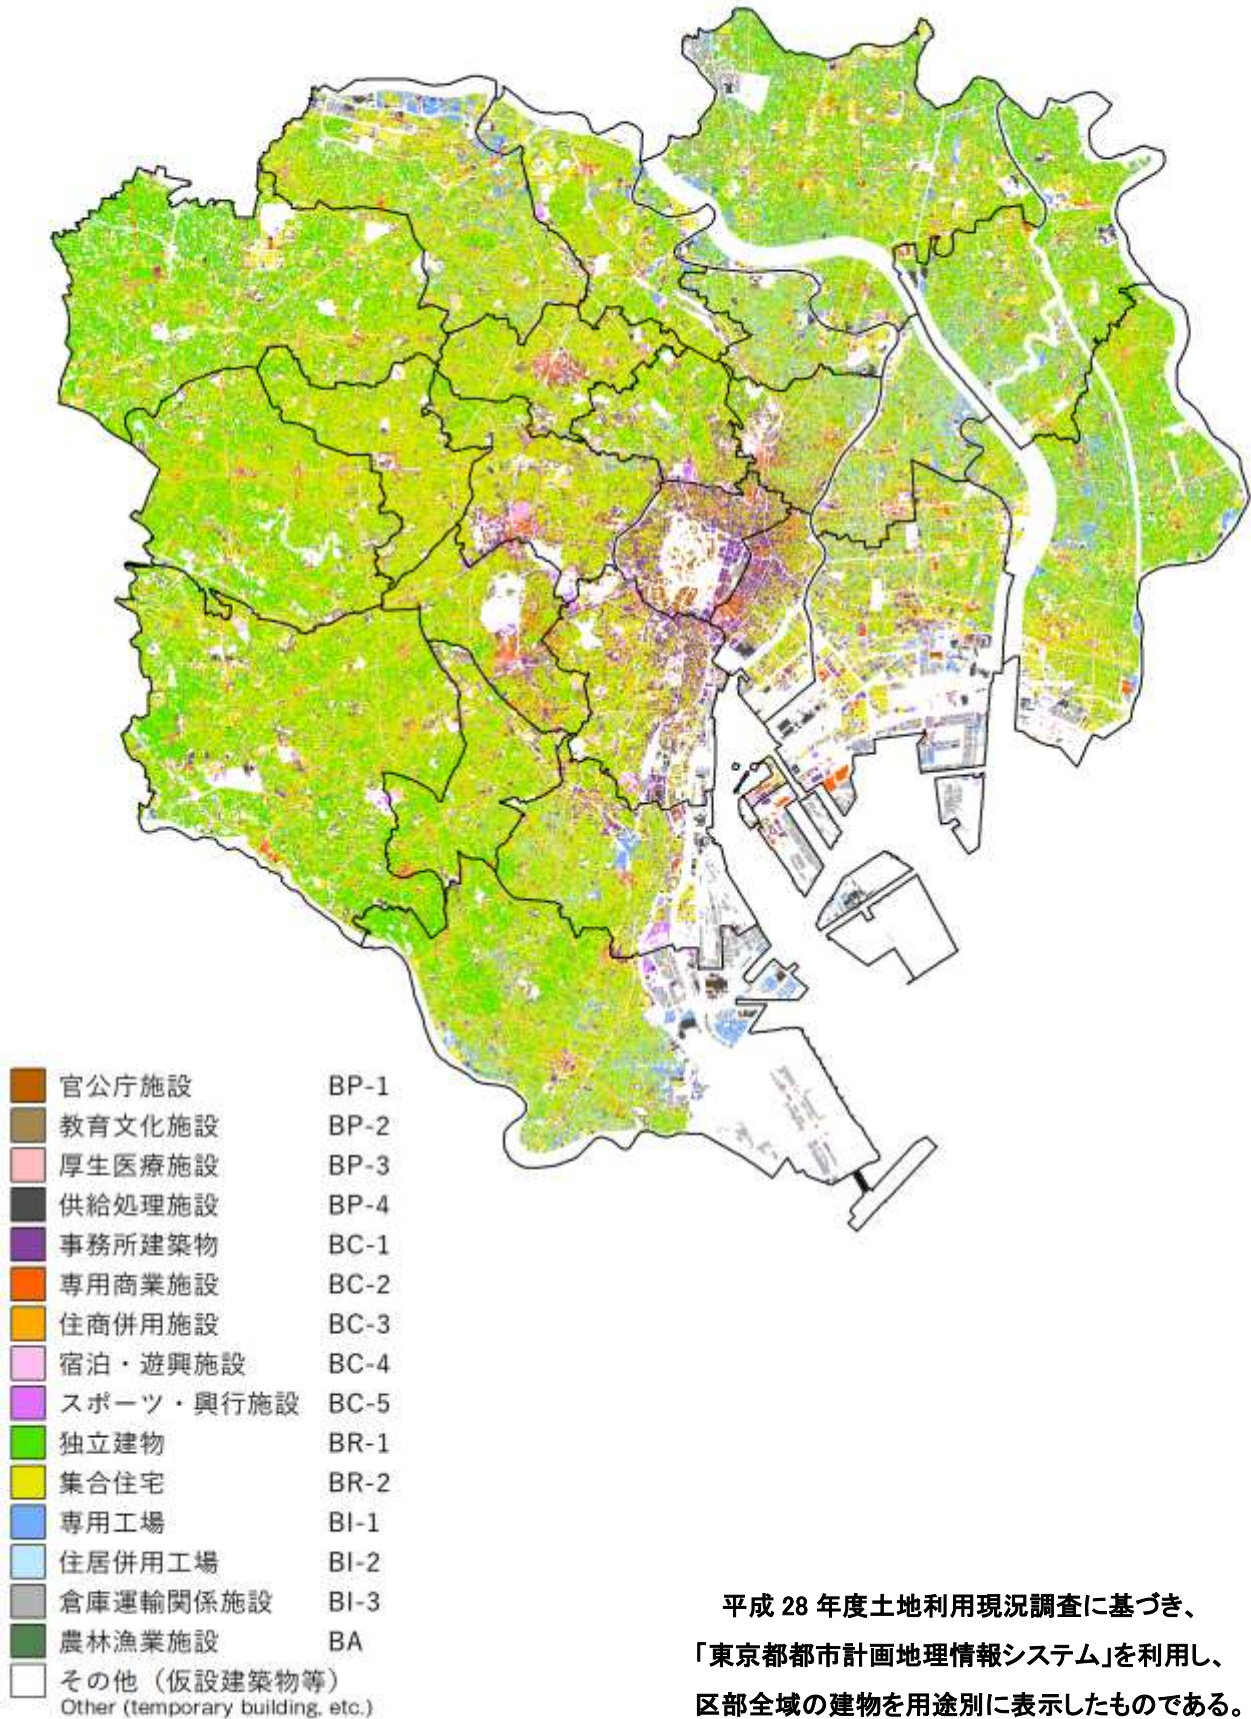 官公庁施設 BP-1
教育文化施設 BP-2
厚生医療施設 BP-3
供給処理施設 BP-4
事務所建築物 BC-1
専用商業施設 BC-2
住商併用施設 BC-3
宿泊・遊興施設 BC-4
スポーツ・興行施設 BC-5
独立建物 BR-1
集合住宅 BR-2
専用工場 BI-1
住居併用工場 BI-2
倉庫運輸関係施設 BI-3
農林漁業施設 BA
その他（仮設建築物等）
Other (temporary building, etc.)
平成 28 年度土地利用現況調査に基づき、
「東京都都市計画地理情報システム」を利用し、
区部全域の建物を用途別に表示したものである。